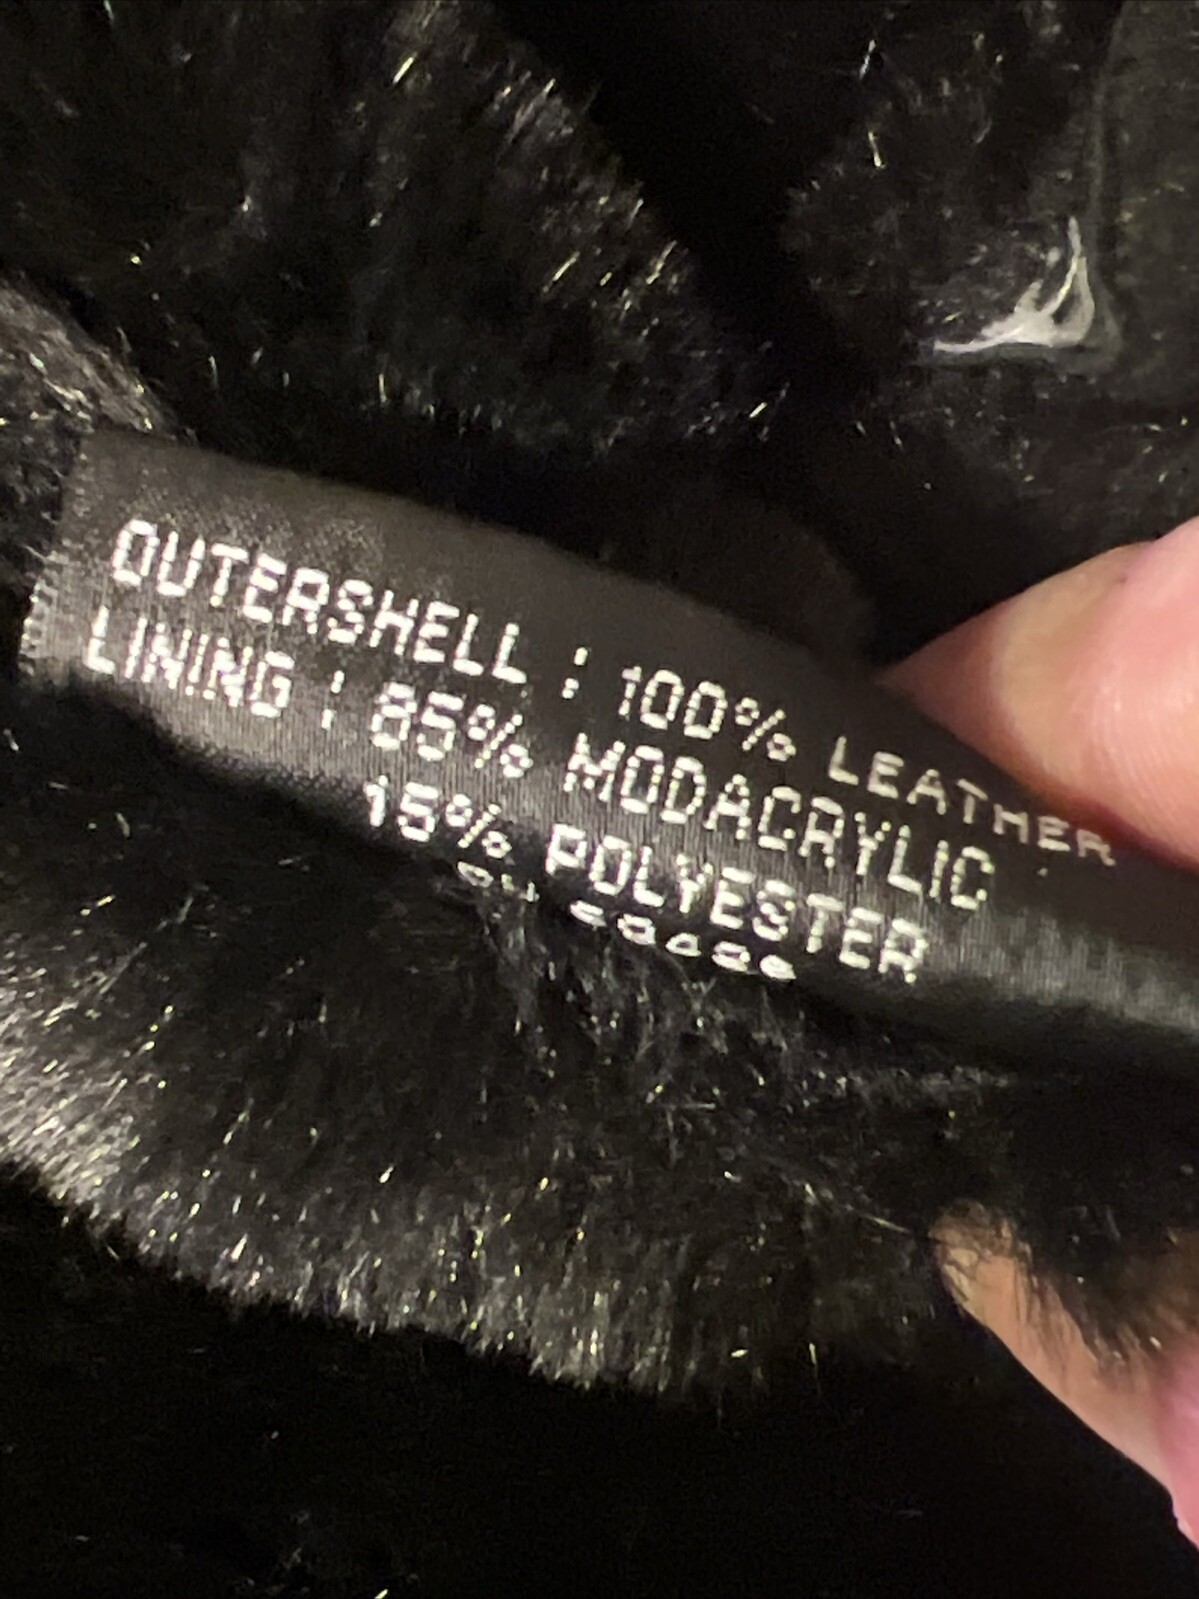 OUTERSHELL : 100% LEATHER
LINING : 85% MODACRYLIC
15% POLYESTER